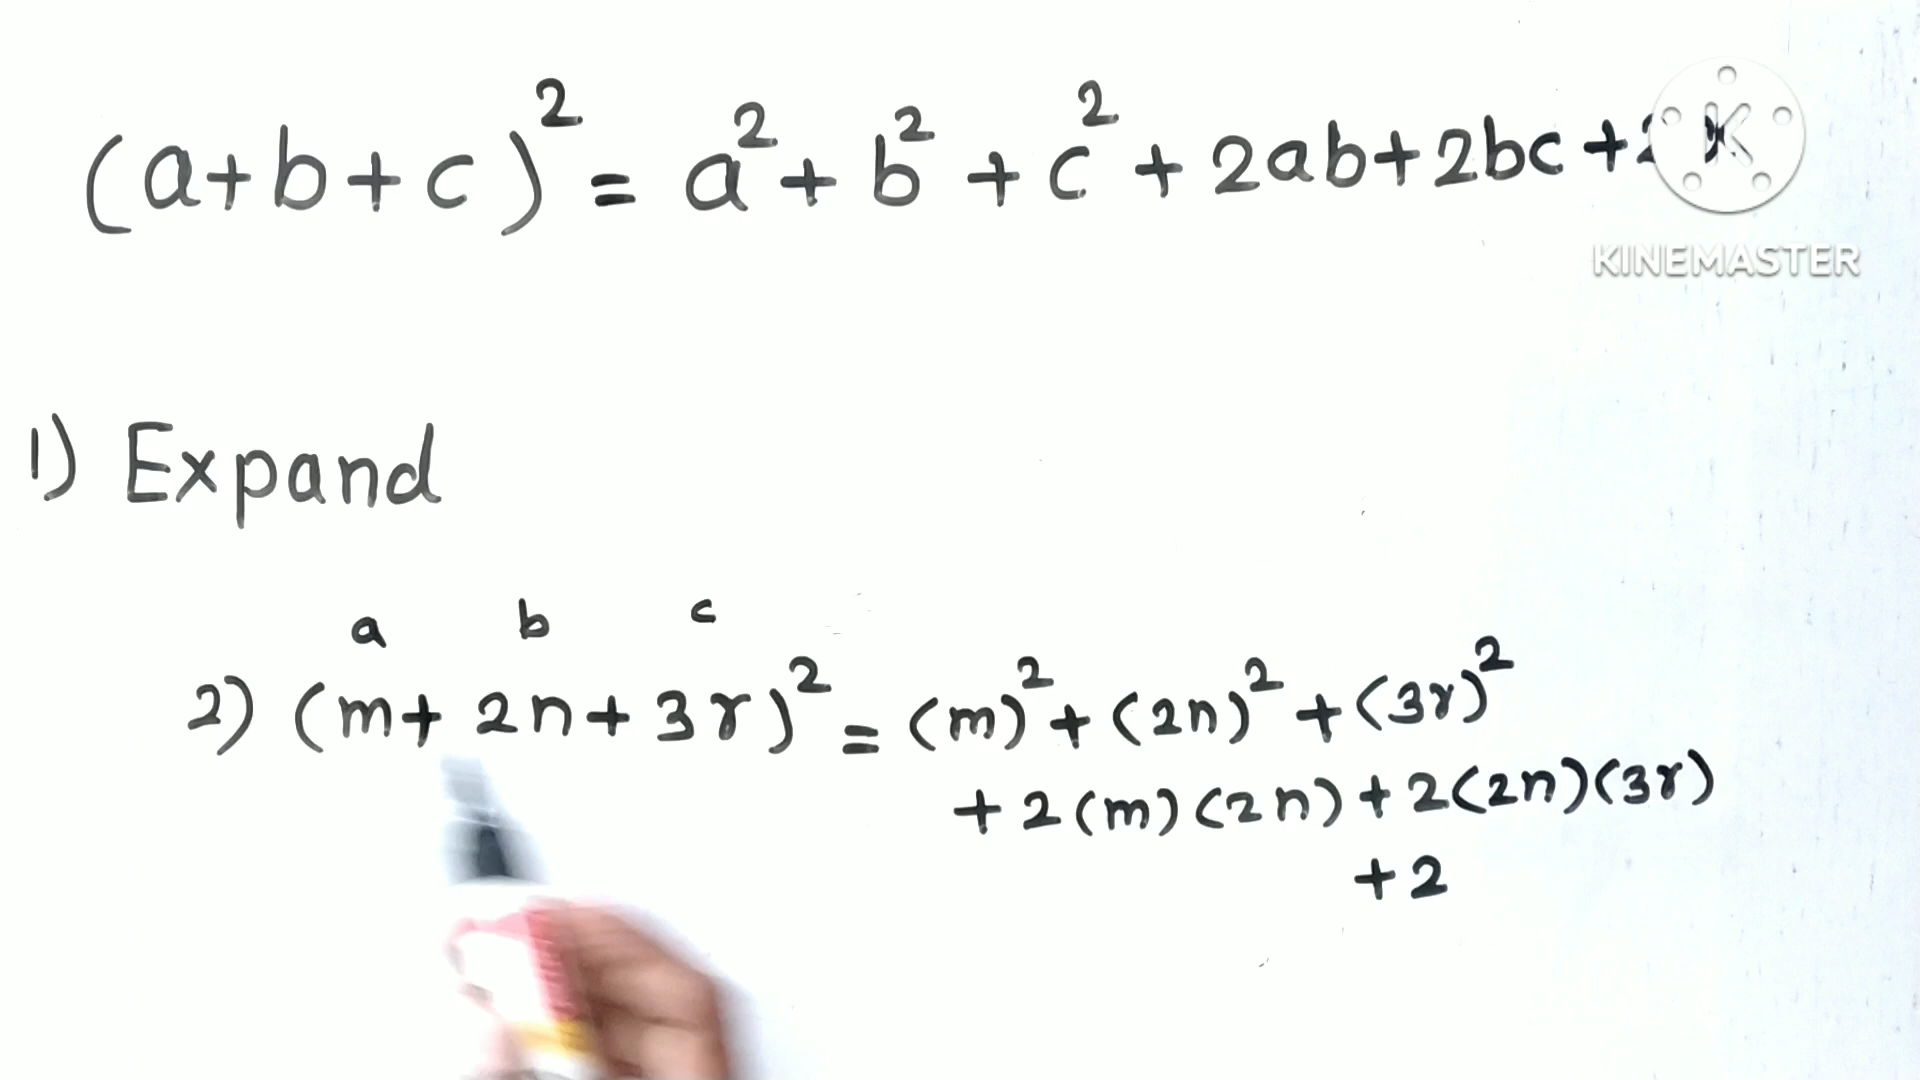 (a+b+c)² = a² + b² + c² + 2ab+2bc+
KINEMASTER
1) Expand
a b c
2) (m+ 2n+ 3r)² = (m)² + (2n)² + (3r)²
+ 2(m)(2n) + 2(2n)(3r)
+2